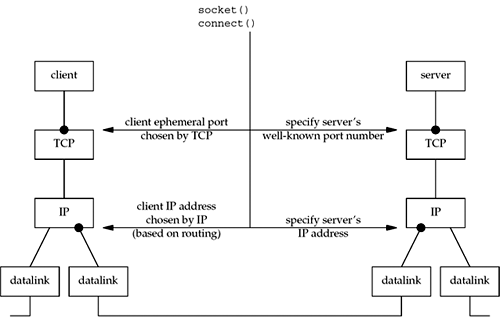 socket()
connect()
client
server
client ephemeral port
chosen by TCP
specify server's
well-known port number
TCP
TCP
client IP address
chosen by IP
(based on routing)
specify server's
IP address
IP
IP
datalink
datalink
datalink
datalink